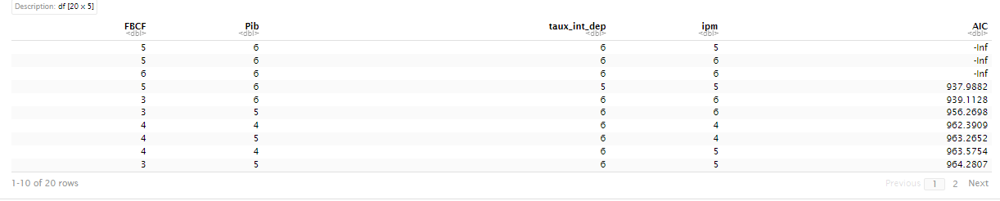 Description: df [20 × 5]
FBCF Pib taux_int_dep ipm AIC
<dbl> <dbl> <dbl> <dbl> <dbl>
5 6 6 5 -Inf
5 6 6 6 -Inf
6 6 6 6 -Inf
5 6 5 5 937.9882
3 6 6 6 939.1128
3 5 6 6 956.2698
4 4 6 4 962.3909
4 5 6 4 963.2652
4 4 6 5 963.5754
3 5 6 5 964.2807
1-10 of 20 rows Previous 1 2 Next